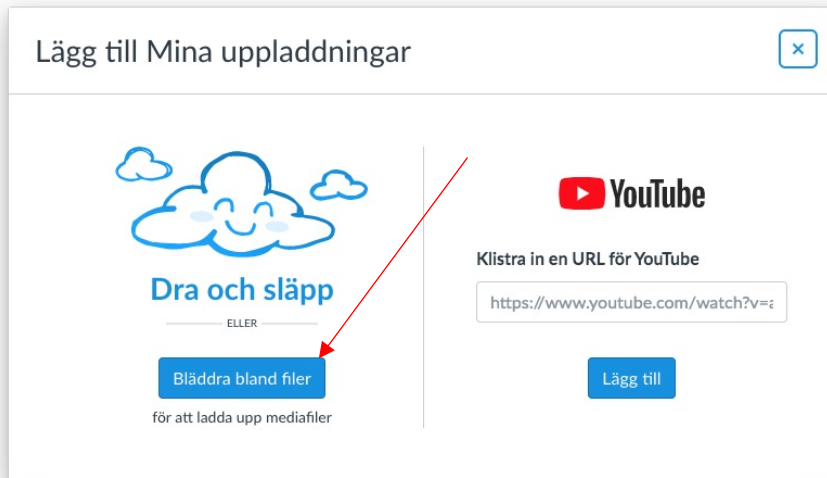 Lägg till Mina uppladdningar
Dra och släpp
ELLER
Bläddra bland filer
för att ladda upp mediafiler
YouTube
Klistra in en URL för YouTube
https://www.youtube.com/watch?v=
Lägg till